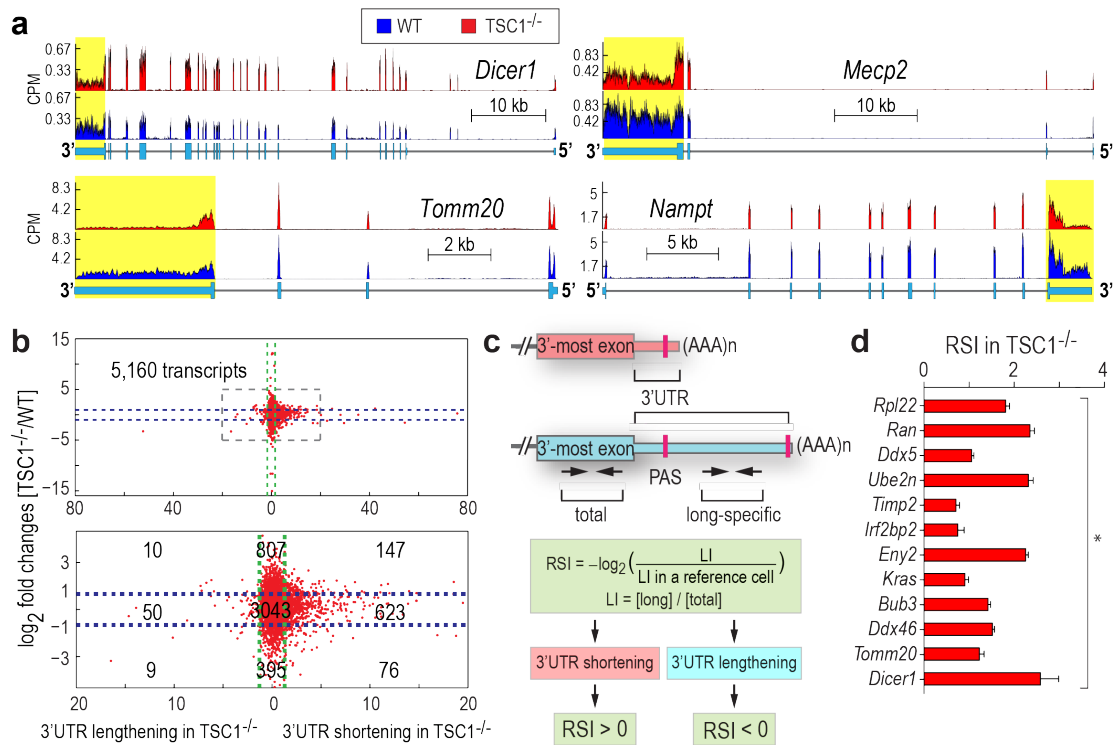 a
WT TSC1-/-
CPM
0.67
0.33
0.67
0.33
Dicer1
10 kb
3’ 5’
0.83
0.42
0.83
0.42
Mecp2
10 kb
3’ 5’
CPM
8.3
4.2
8.3
4.2
Tomm20
2 kb
3’ 5’
5
1.7
5
1.7
Nampt
5 kb
3’ 5’
b
log2 fold changes [TSC1-/-/WT]
15
5
−5
−15
5,160 transcripts
80 40 0 40 80
3
1
−1
−3
10 807 147
50 3043 623
9 395 76
20 10 0 10 20
3’UTR lengthening in TSC1-/- 3’UTR shortening in TSC1-/-
c
// 3’-most exon (AAA)n
3’UTR
// 3’-most exon (AAA)n
PAS
total long-specific
RSI = −log2( LI / LI in a reference cell )
LI = [long] / [total]
3’UTR shortening 3’UTR lengthening
RSI > 0 RSI < 0
d
RSI in TSC1-/-
0 2 4
Rpl22
Ran
Ddx5
Ube2n
Timp2
Irf2bp2
Eny2
Kras
Bub3
Ddx46
Tomm20
Dicer1
*